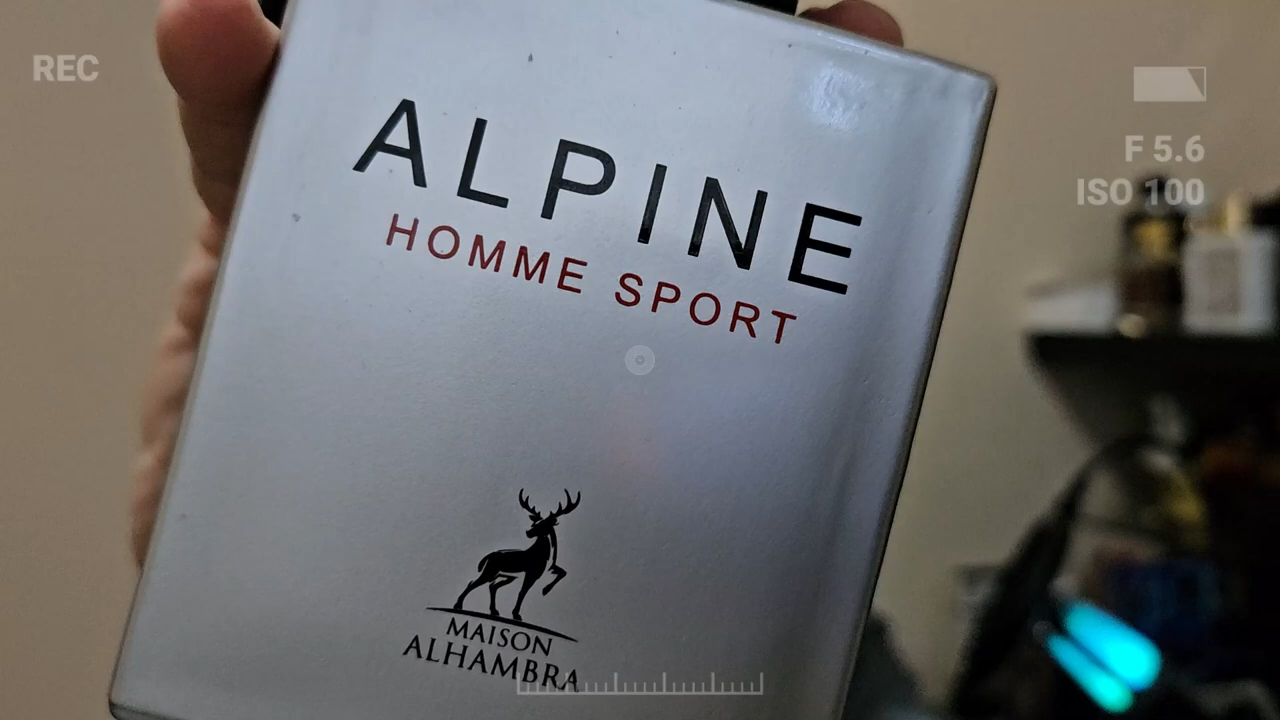 REC
F 5.6
ISO 100
ALPINE
HOMME SPORT
MAISON
ALHAMBRA